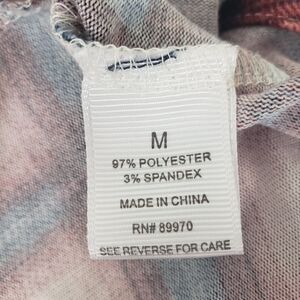 M
97% POLYESTER
3% SPANDEX
MADE IN CHINA
RN# 89970
SEE REVERSE FOR CARE